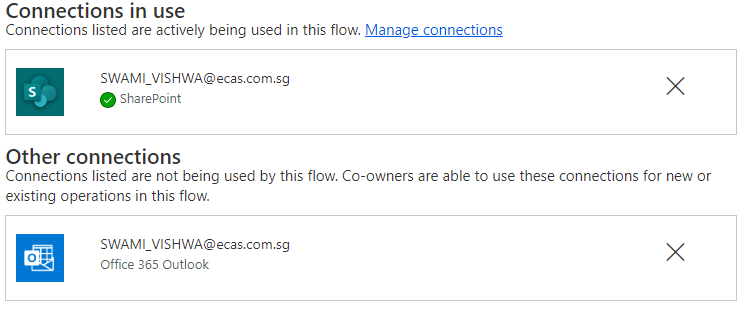 Connections in use
Connections listed are actively being used in this flow. Manage connections
S
SWAMI_VISHWA@ecas.com.sg
SharePoint
Other connections
Connections listed are not being used by this flow. Co-owners are able to use these connections for new or
existing operations in this flow.
O
SWAMI_VISHWA@ecas.com.sg
Office 365 Outlook